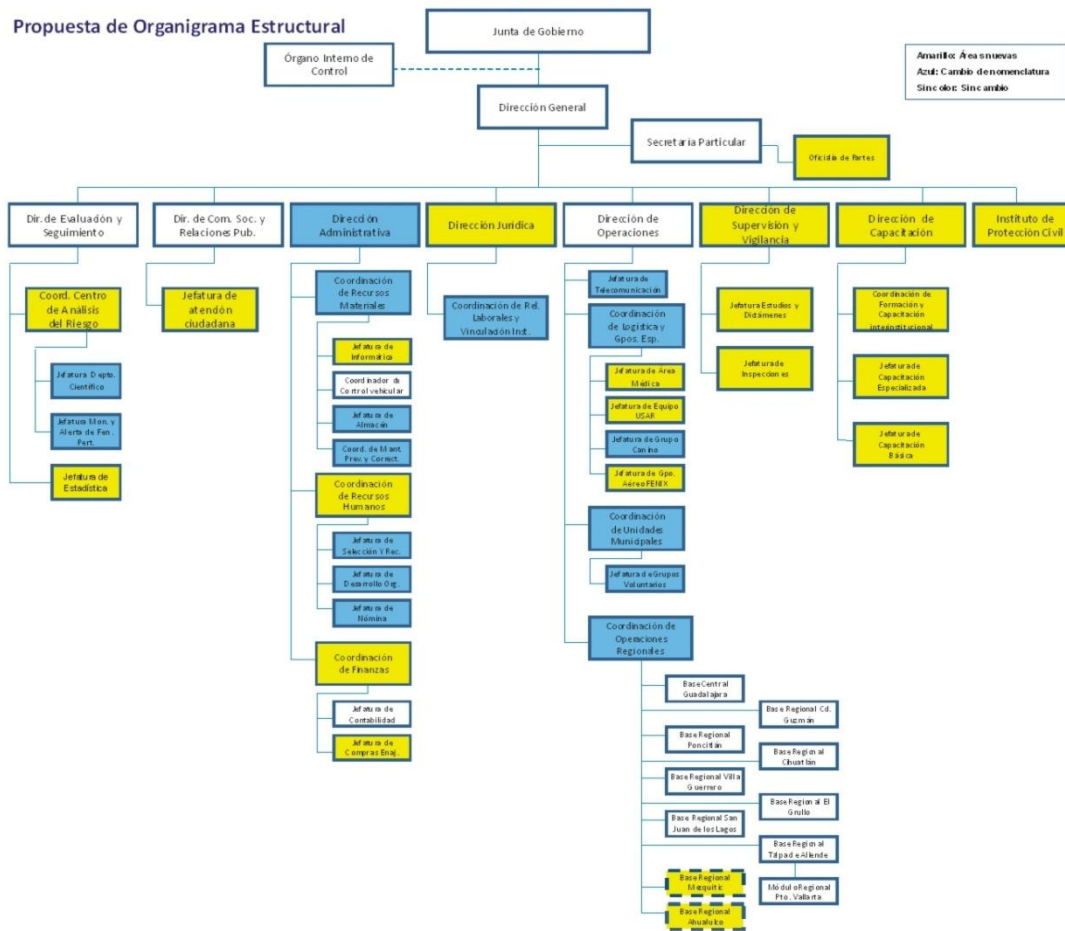 Propuesta de Organigrama Estructural
Junta de Gobierno
Órgano Interno de
Control
Amarillo: Áreas nuevas
Azul: Cambio de nomenclatura
Sin color: Sin cambio
Dirección General
Secretaría Particular
Oficialía de Partes
Dir. de Evaluación y
Seguimiento
Dir. de Com. Soc. y
Relaciones Pub.
Dirección
Administrativa
Dirección Jurídica
Dirección de
Operaciones
Dirección de
Supervisión y
Vigilancia
Dirección de
Capacitación
Instituto de
Protección Civil
Coord. Centro
de Análisis
del Riesgo
Jefatura Depto.
Científico
Jefatura Mon. y
Alerta de Fen.
Pert.
Jefatura de
Estadística
Jefatura de
atención
ciudadana
Coordinación
de Recursos
Materiales
Jefatura de
Informática
Coordinador de
Control vehicular
Jefatura de
Almacén
Coord. de Mant.
Prev. y Correct.
Coordinación
de Recursos
Humanos
Jefatura de
Selección Y Rec.
Jefatura de
Desarrollo Org.
Jefatura de
Nómina
Coordinación
de Finanzas
Jefatura de
Contabilidad
Jefatura de
Compras Enaj.
Coordinación de Rel.
Laborales y
Vinculación Inst.
Jefatura de
Telecomunicación
Coordinación
de Logística y
Gpos. Esp.
Jefatura de Área
Médica
Jefatura de Equipo
USAR
Jefatura de Grupo
Canino
Jefatura de Gpo.
Aéreo FENIX
Coordinación
de Unidades
Municipales
Jefatura de Grupos
Voluntarios
Coordinación de
Operaciones
Regionales
Base Central
Guadalajara
Base Regional Cd.
Guzmán
Base Regional
Poncitlán
Base Regional
Cihuatlán
Base Regional Villa
Guerrero
Base Regional El
Grullo
Base Regional San
Juan de los Lagos
Base Regional
Talpa de Allende
Base Regional
Mezquitic
Módulo Regional
Pto. Vallarta
Base Regional
Ahualulco
Jefatura Estudios y
Dictámenes
Jefatura de
Inspecciones
Coordinación de
Formación y
Capacitación
interinstitucional
Jefatura de
Capacitación
Especializada
Jefatura de
Capacitación
Básica